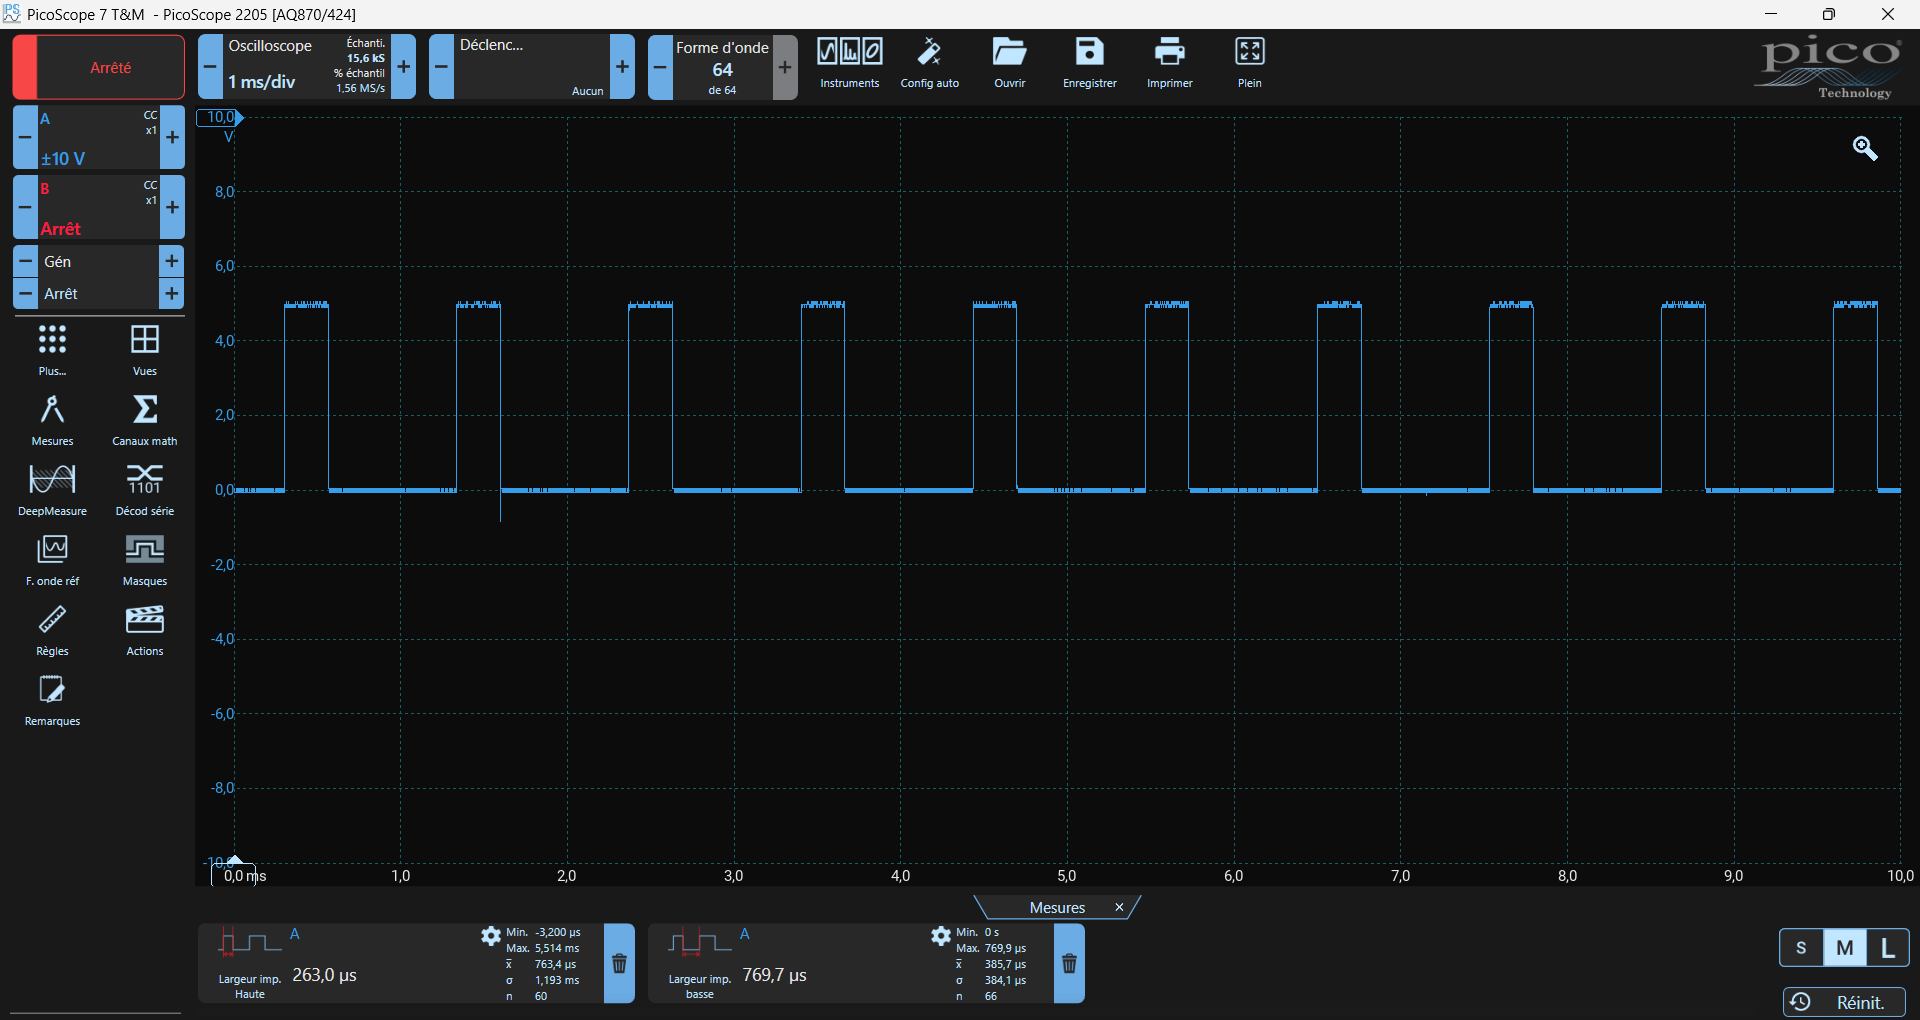 PicoScope 7 T&M - PicoScope 2205 [AQ870/424]
Arrêté
Oscilloscope
1 ms/div
Échanti.
15,6 kS
% échantil
1,56 MS/s
Déclenc...
Aucun
Forme d'onde
64
de 64
Instruments
Config auto
Ouvrir
Enregistrer
Imprimer
Plein
pico
Technology
A
CC
x1
±10 V
B
CC
x1
Arrêt
Gén
Arrêt
Plus...
Vues
Mesures
Canaux math
DeepMeasure
1101
Décod série
F. onde réf
Masques
Règles
Actions
Remarques
10,0
V
8,0
6,0
4,0
2,0
0,0
-2,0
-4,0
-6,0
-8,0
-10,0
0,0 ms
1,0
2,0
3,0
4,0
5,0
6,0
7,0
8,0
9,0
10,0
Mesures
A
Largeur imp.
Haute
263,0 µs
Min. -3,200 µs
Max. 5,514 ms
x̄ 763,4 µs
σ 1,193 ms
n 60
A
Largeur imp.
basse
769,7 µs
Min. 0 s
Max. 769,9 µs
x̄ 385,7 µs
σ 384,1 µs
n 66
S M L
Réinit.